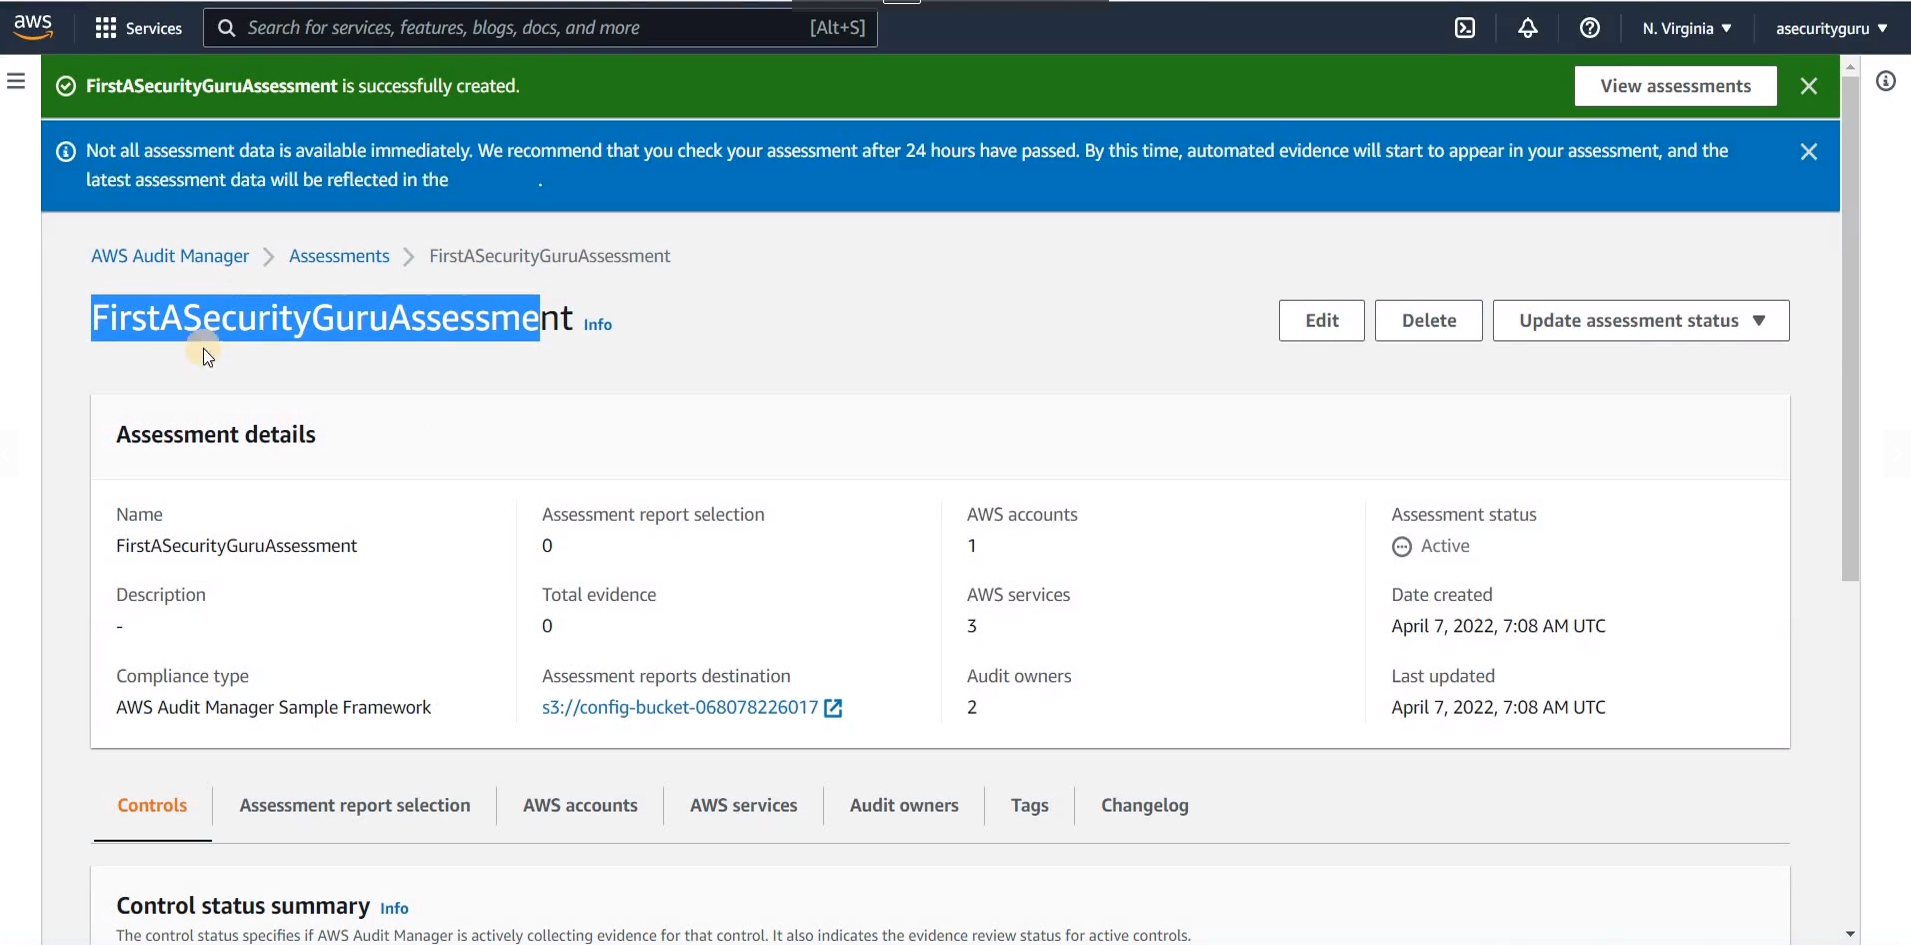 aws Services Search for services, features, blogs, docs, and more [Alt+S] N. Virginia ▼ asecurityguru ▼
FirstASecurityGuruAssessment is successfully created. View assessments
Not all assessment data is available immediately. We recommend that you check your assessment after 24 hours have passed. By this time, automated evidence will start to appear in your assessment, and the
latest assessment data will be reflected in the .
AWS Audit Manager > Assessments > FirstASecurityGuruAssessment
FirstASecurityGuruAssessment Info Edit Delete Update assessment status ▼
Assessment details
Name
FirstASecurityGuruAssessment
Description
-
Compliance type
AWS Audit Manager Sample Framework
Assessment report selection
0
Total evidence
0
Assessment reports destination
s3://config-bucket-068078226017
AWS accounts
1
AWS services
3
Audit owners
2
Assessment status
Active
Date created
April 7, 2022, 7:08 AM UTC
Last updated
April 7, 2022, 7:08 AM UTC
Controls Assessment report selection AWS accounts AWS services Audit owners Tags Changelog
Control status summary Info
The control status specifies if AWS Audit Manager is actively collecting evidence for that control. It also indicates the evidence review status for active controls.